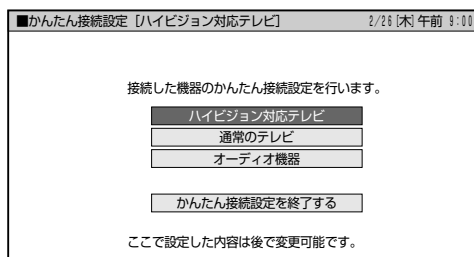 ■かんたん接続設定［ハイビジョン対応テレビ］ 2/26［木］午前 9:00
接続した機器のかんたん接続設定を行います。
ハイビジョン対応テレビ
通常のテレビ
オーディオ機器
かんたん接続設定を終了する
ここで設定した内容は後で変更可能です。